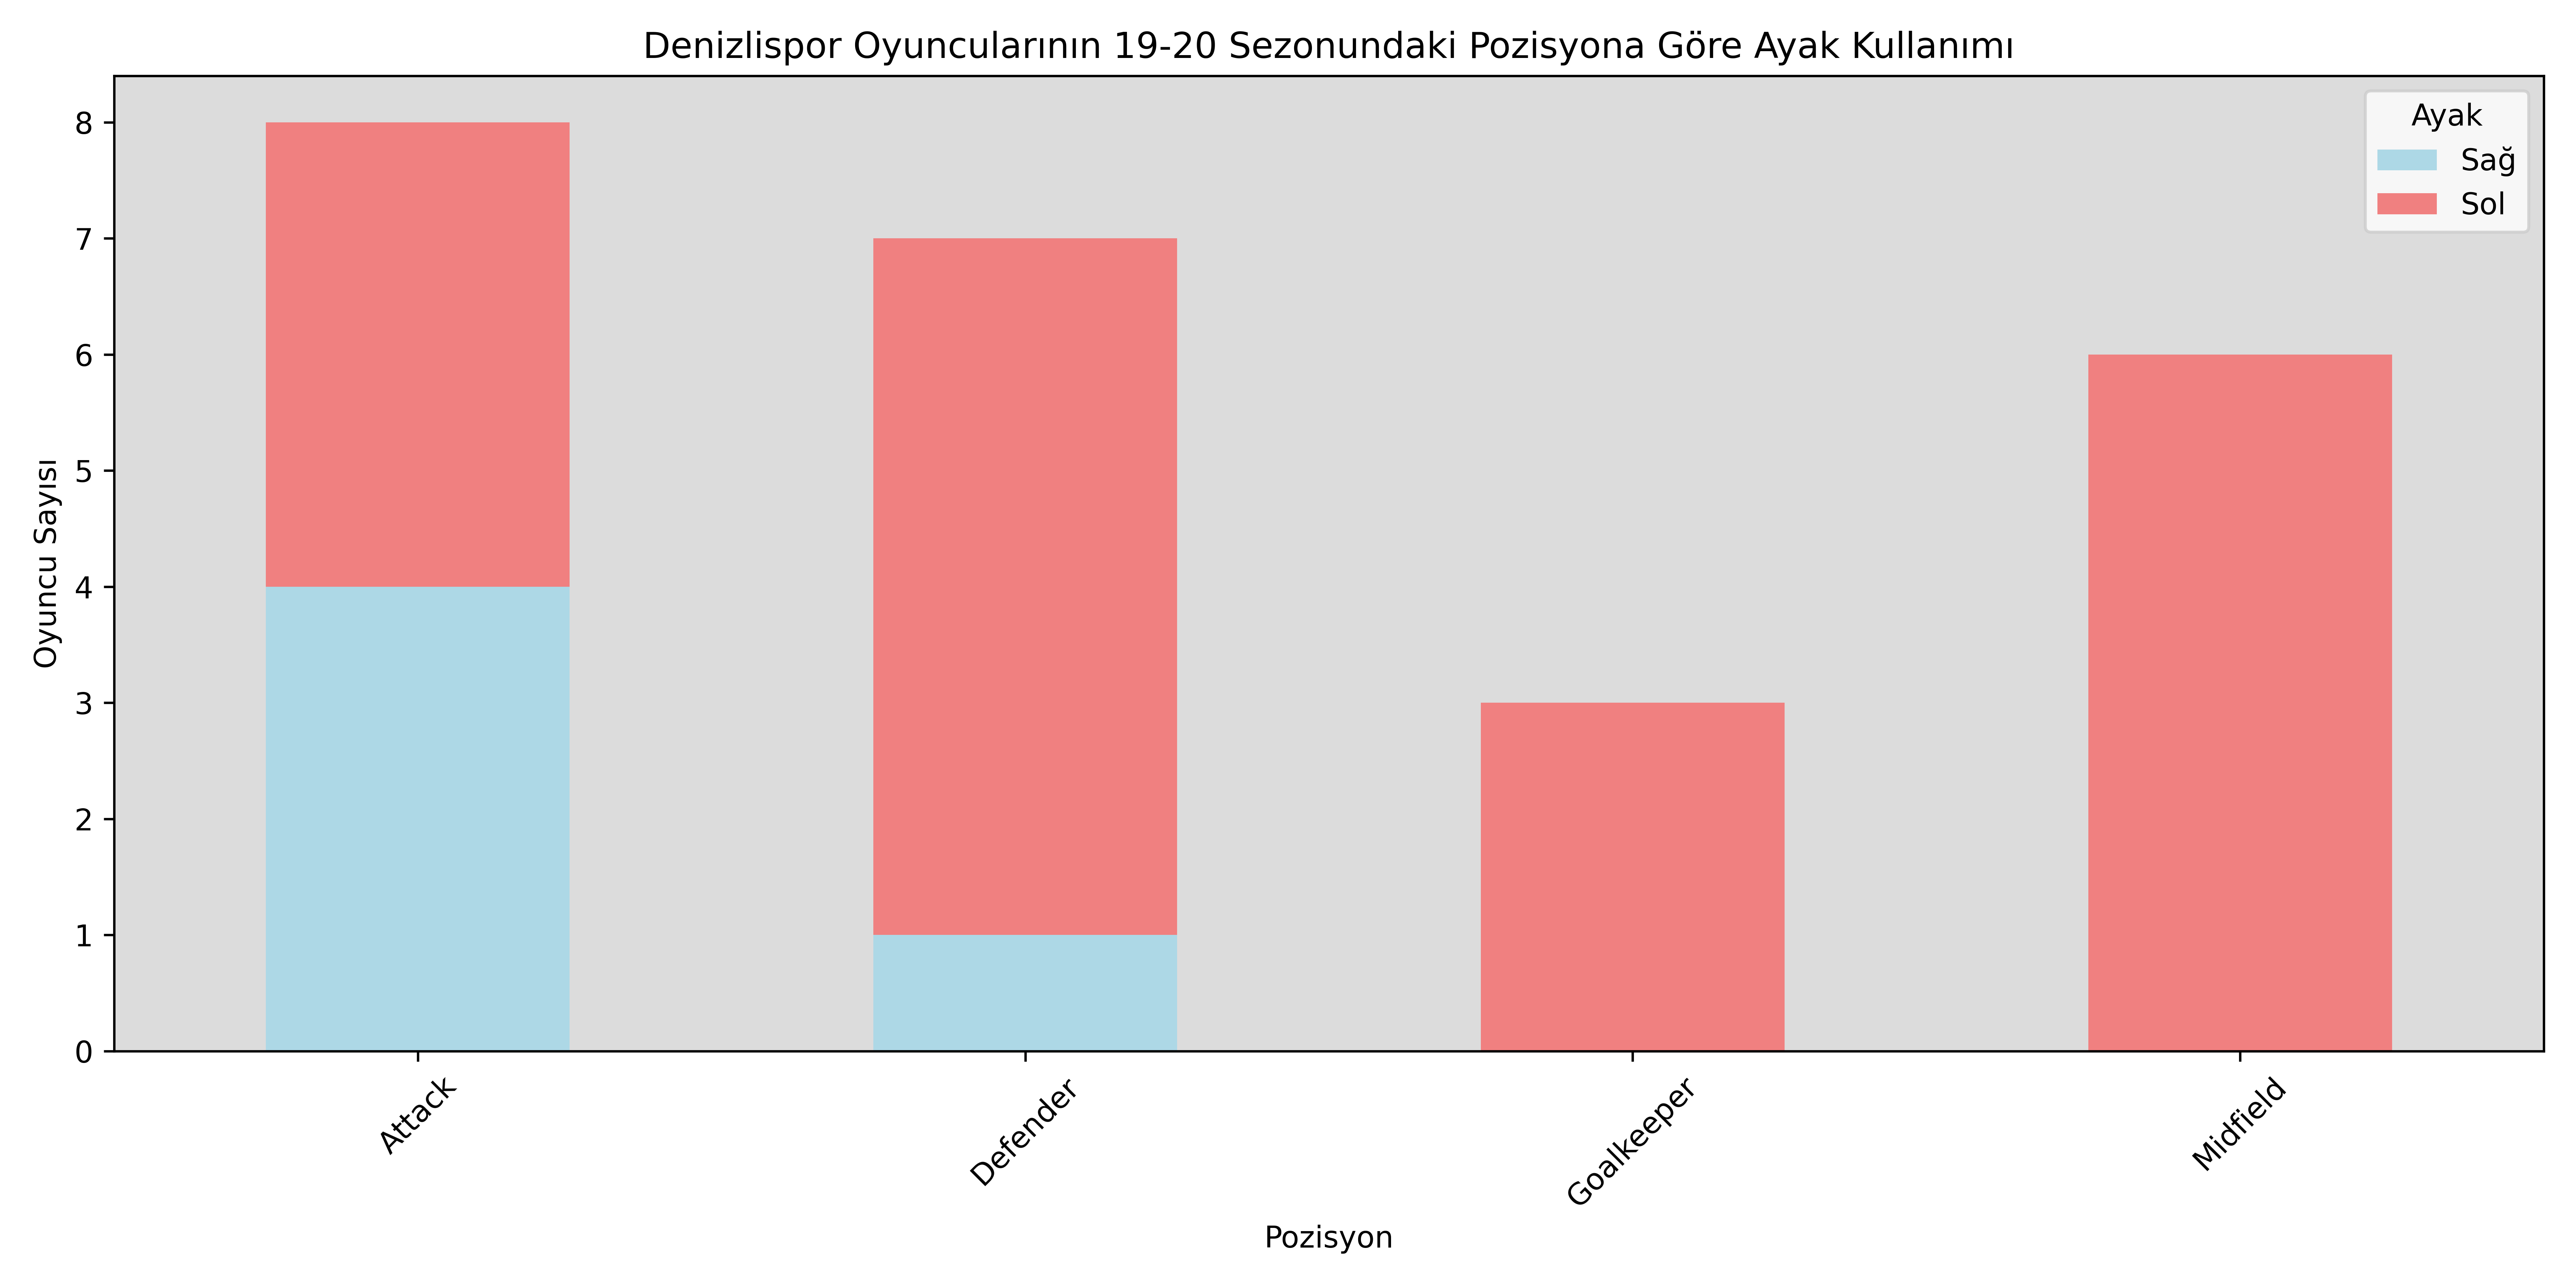 Denizlispor Oyuncularının 19-20 Sezonundaki Pozisyona Göre Ayak Kullanımı
Ayak
Sağ
Sol
Oyuncu Sayısı
8
7
6
5
4
3
2
1
0
Attack
Defender
Goalkeeper
Midfield
Pozisyon